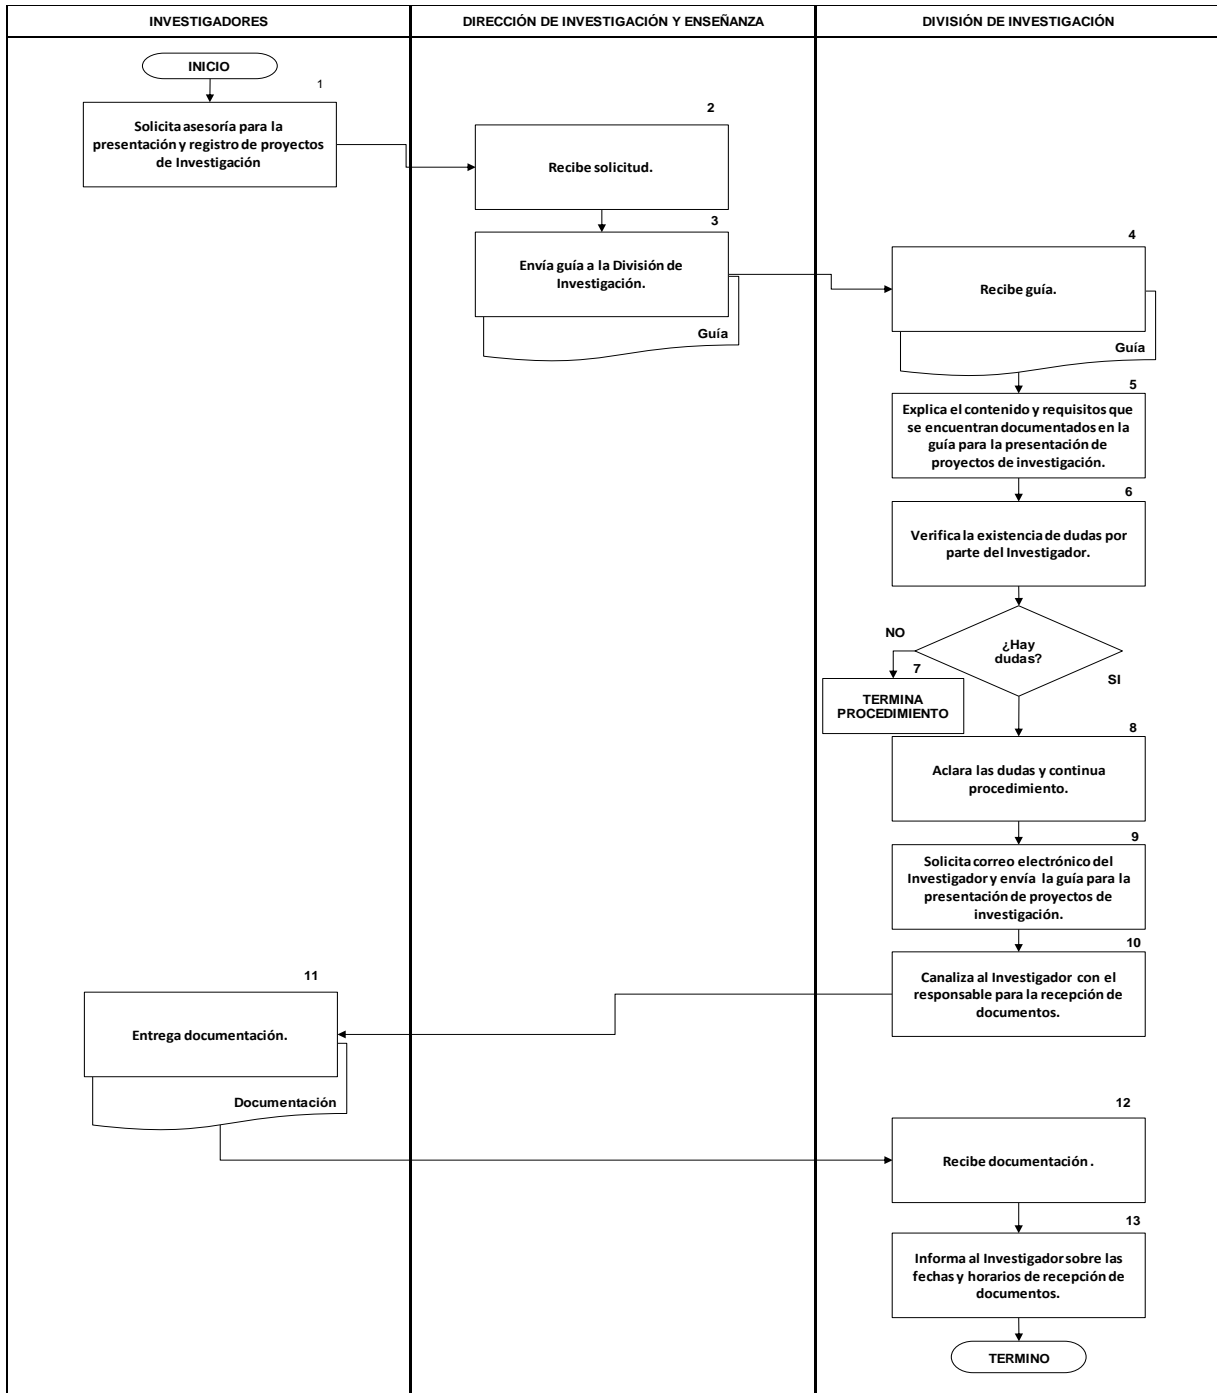 INVESTIGADORES
DIRECCIÓN DE INVESTIGACIÓN Y ENSEÑANZA
DIVISIÓN DE INVESTIGACIÓN
INICIO
1
Solicita asesoría para la
presentación y registro de proyectos
de Investigación
2
Recibe solicitud.
3
Envía guía a la División de
Investigación.
Guía
4
Recibe guía.
Guía
5
Explica el contenido y requisitos que
se encuentran documentados en la
guía para la presentación de
proyectos de investigación.
6
Verifica la existencia de dudas por
parte del Investigador.
¿Hay
dudas?
NO
SI
7
TERMINA
PROCEDIMIENTO
8
Aclara las dudas y continua
procedimiento.
9
Solicita correo electrónico del
Investigador y envía la guía para la
presentación de proyectos de
investigación.
10
Canaliza al Investigador con el
responsable para la recepción de
documentos.
11
Entrega documentación.
Documentación
12
Recibe documentación .
13
Informa al Investigador sobre las
fechas y horarios de recepción de
documentos.
TERMINO